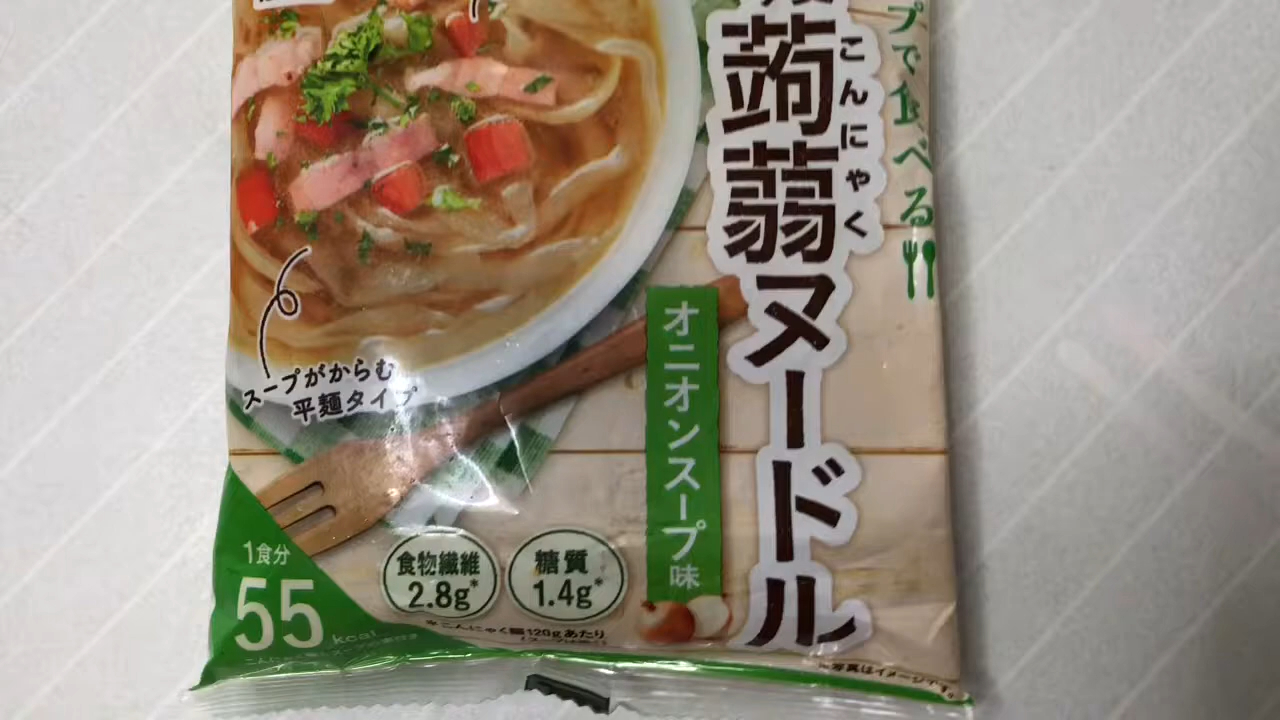 プで食べる
蒟蒻ヌードル
こんにゃく
オニオンスープ味
スープがからむ
平麺タイプ
1食分
55kcal
食物繊維
2.8g*
糖質
1.4g*
※こんにゃく麺120gあたり
※写真はイメージです。